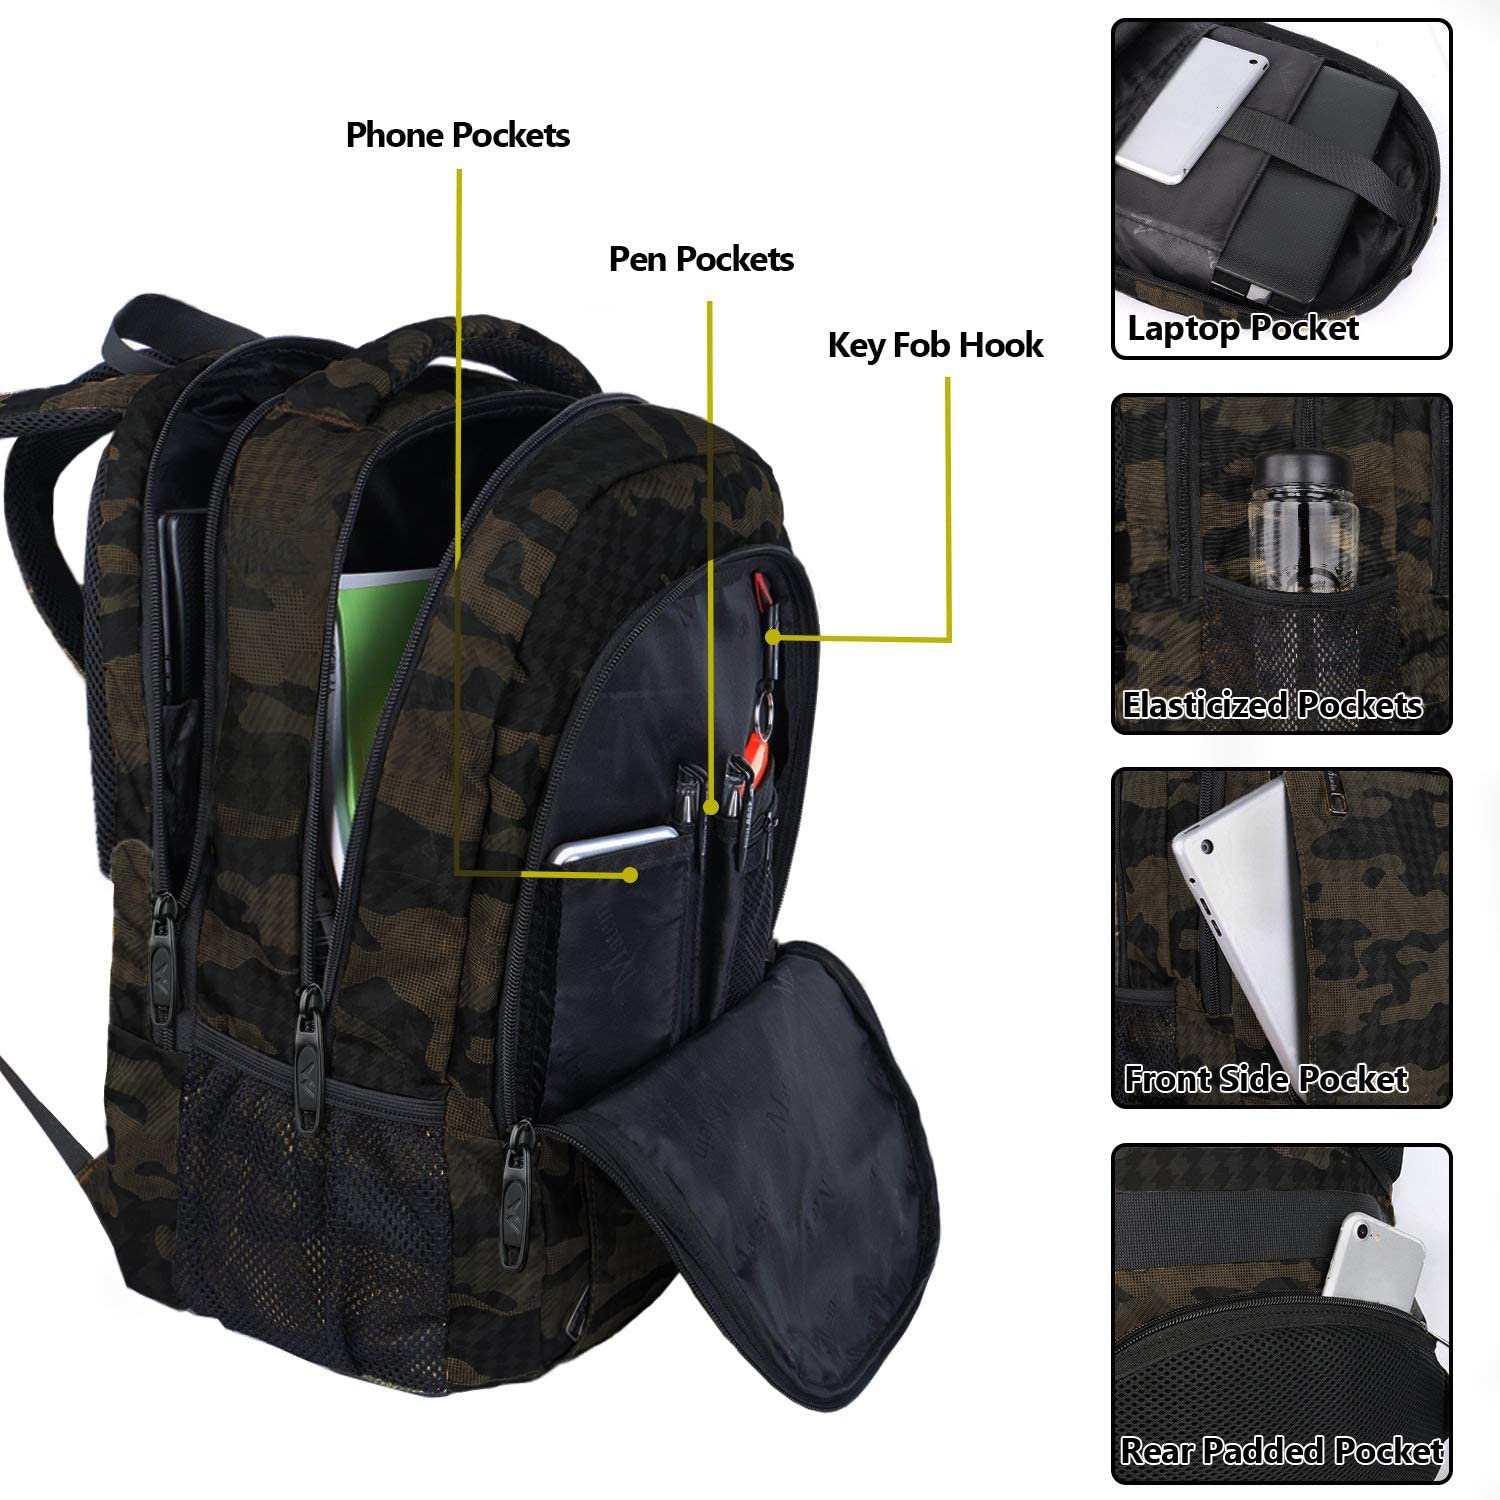 Phone Pockets
Pen Pockets
Key Fob Hook
Laptop Pocket
Elasticized Pockets
Front Side Pocket
Rear Padded Pocket